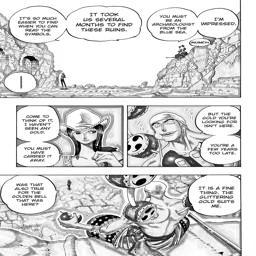 I'M
IMPRESSED.
MUNCH
YOU MUST
BE AN
ARCHAEOLOGIST
FROM THE
BLUE SEA.
IT TOOK
US SEVERAL
MONTHS TO FIND
THESE RUINS.
IT'S SO MUCH
EASIER TO FIND
WHEN YOU
CAN READ THE
SYMBOLS.
BUT THE
GOLD YOU'RE
LOOKING FOR
ISN'T HERE.
YOU'RE A
FEW YEARS
TOO LATE.
COME TO
THINK OF IT,
I HAVEN'T
SEEN ANY
GOLD.
YOU MUST
HAVE
CARRIED IT
AWAY.
IT IS A FINE
THING. THE
GLITTERING
GOLD SUITS
ME.
WAS THAT
ALSO TRUE
FOR THE
GOLDEN BELL
THAT WAS
HERE?